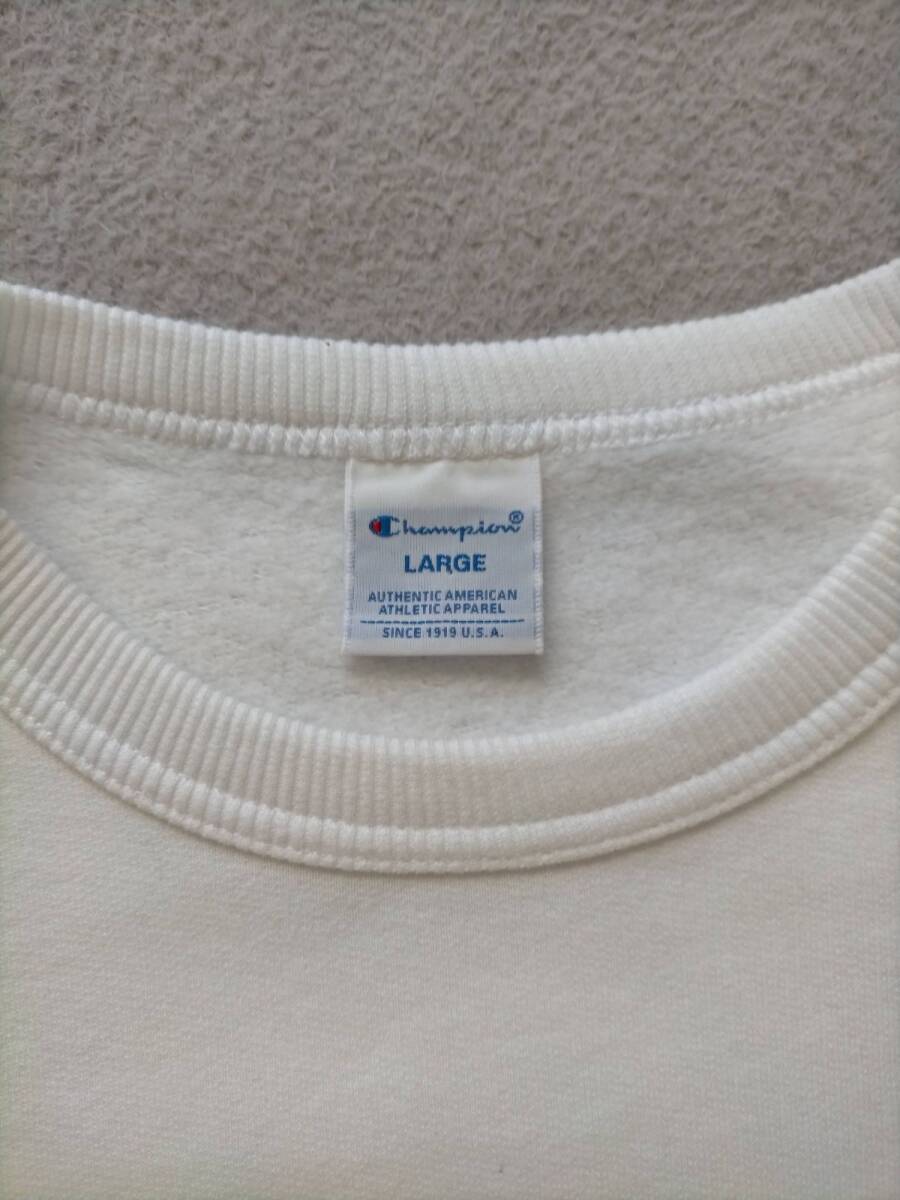 Champion®
LARGE
AUTHENTIC AMERICAN
ATHLETIC APPAREL
SINCE 1919 U.S.A.